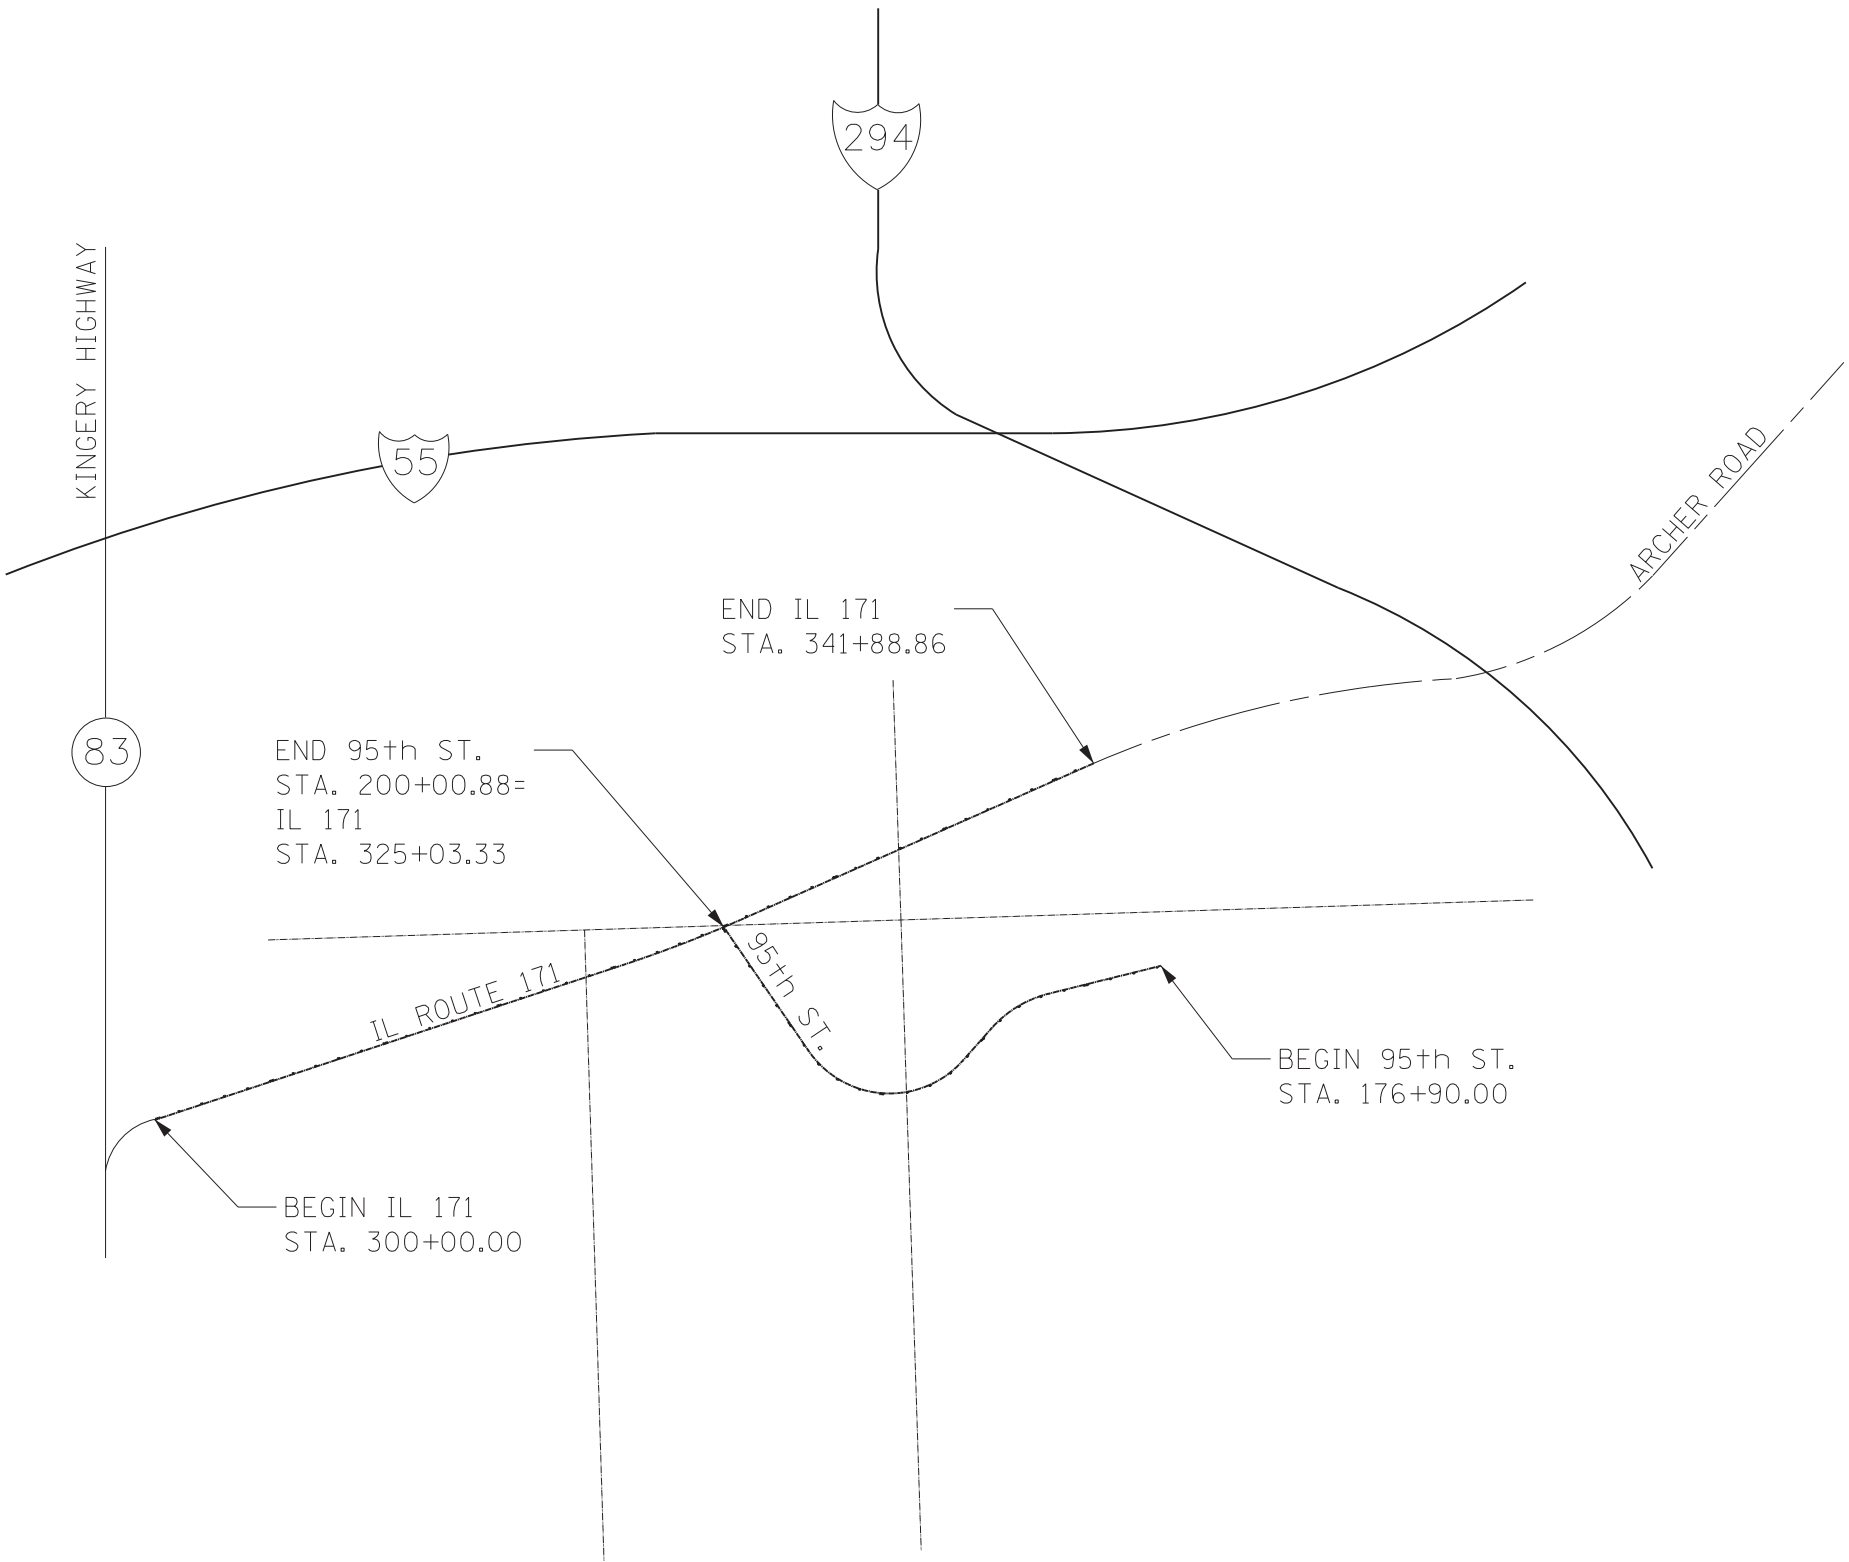 294
KINGERY HIGHWAY
55
ARCHER ROAD
END IL 171
STA. 341+88.86
83
END 95th ST.
STA. 200+00.88=
IL 171
STA. 325+03.33
95th ST.
IL ROUTE 171
BEGIN 95th ST.
STA. 176+90.00
BEGIN IL 171
STA. 300+00.00